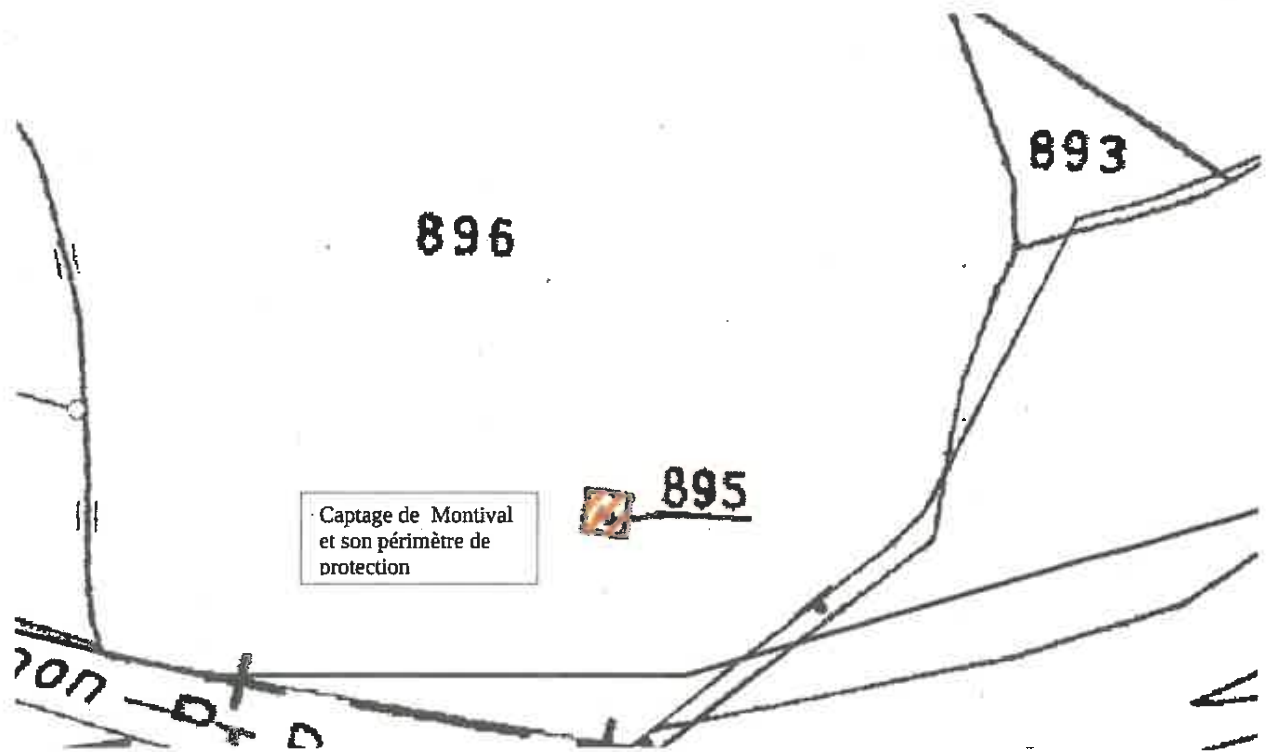 893
896
895
Captage de Montival
et son périmètre de
protection